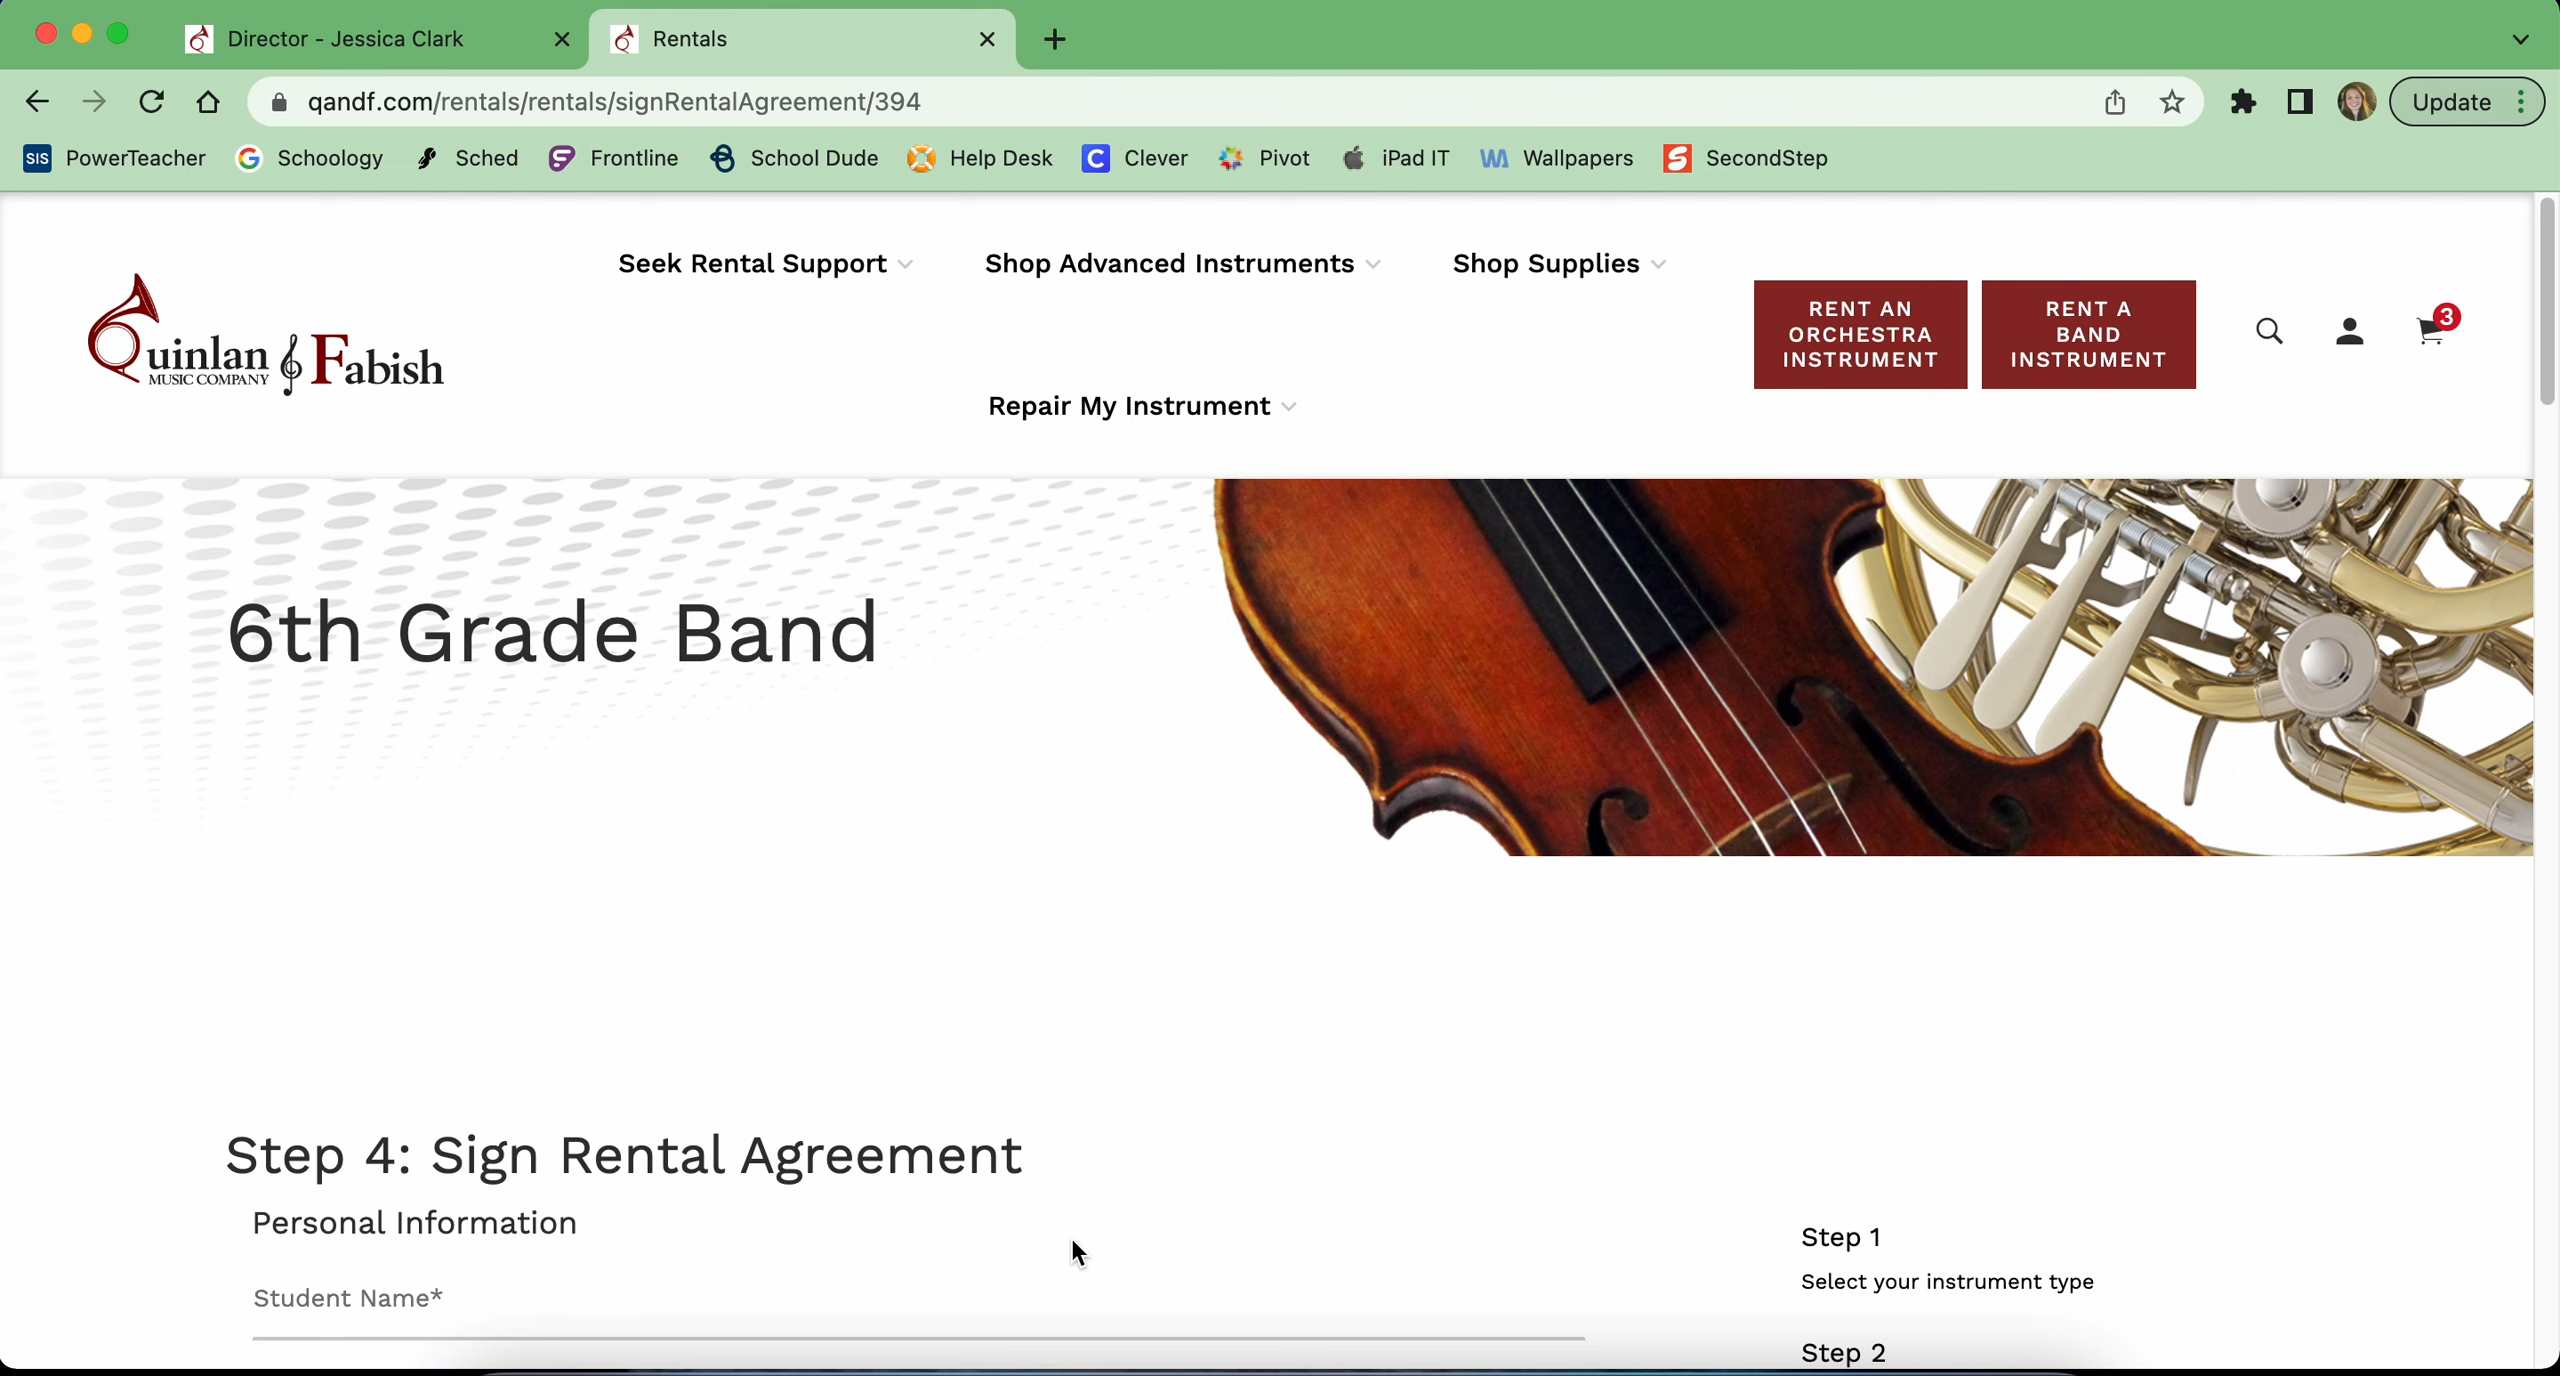 Director - Jessica Clark
Rentals
qandf.com/rentals/rentals/signRentalAgreement/394
Update
SIS PowerTeacher
Schoology
Sched
Frontline
School Dude
Help Desk
Clever
Pivot
iPad IT
Wallpapers
SecondStep
Quinlan & Fabish
MUSIC COMPANY
Seek Rental Support
Shop Advanced Instruments
Shop Supplies
Repair My Instrument
RENT AN
ORCHESTRA
INSTRUMENT
RENT A
BAND
INSTRUMENT
3
6th Grade Band
Step 4: Sign Rental Agreement
Personal Information
Student Name*
Step 1
Select your instrument type
Step 2